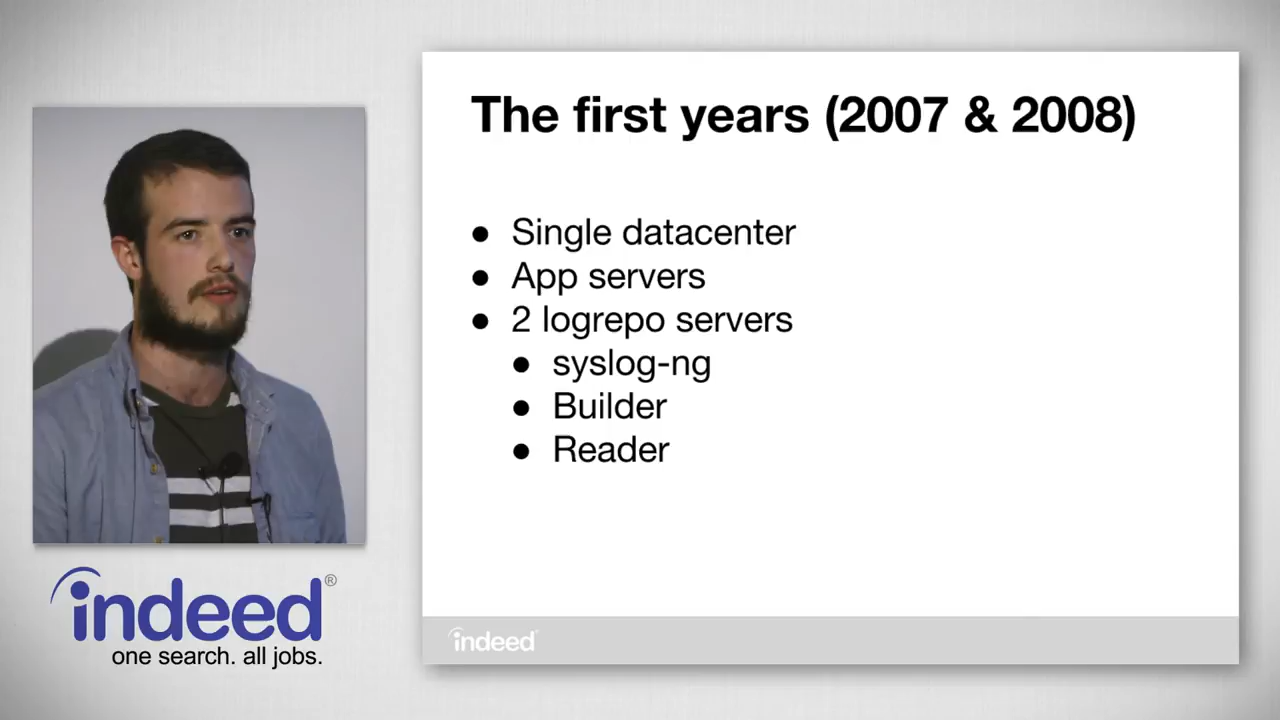 The first years (2007 & 2008)
● Single datacenter
● App servers
● 2 logrepo servers
● syslog-ng
● Builder
● Reader
indeed®
one search. all jobs.
indeed®